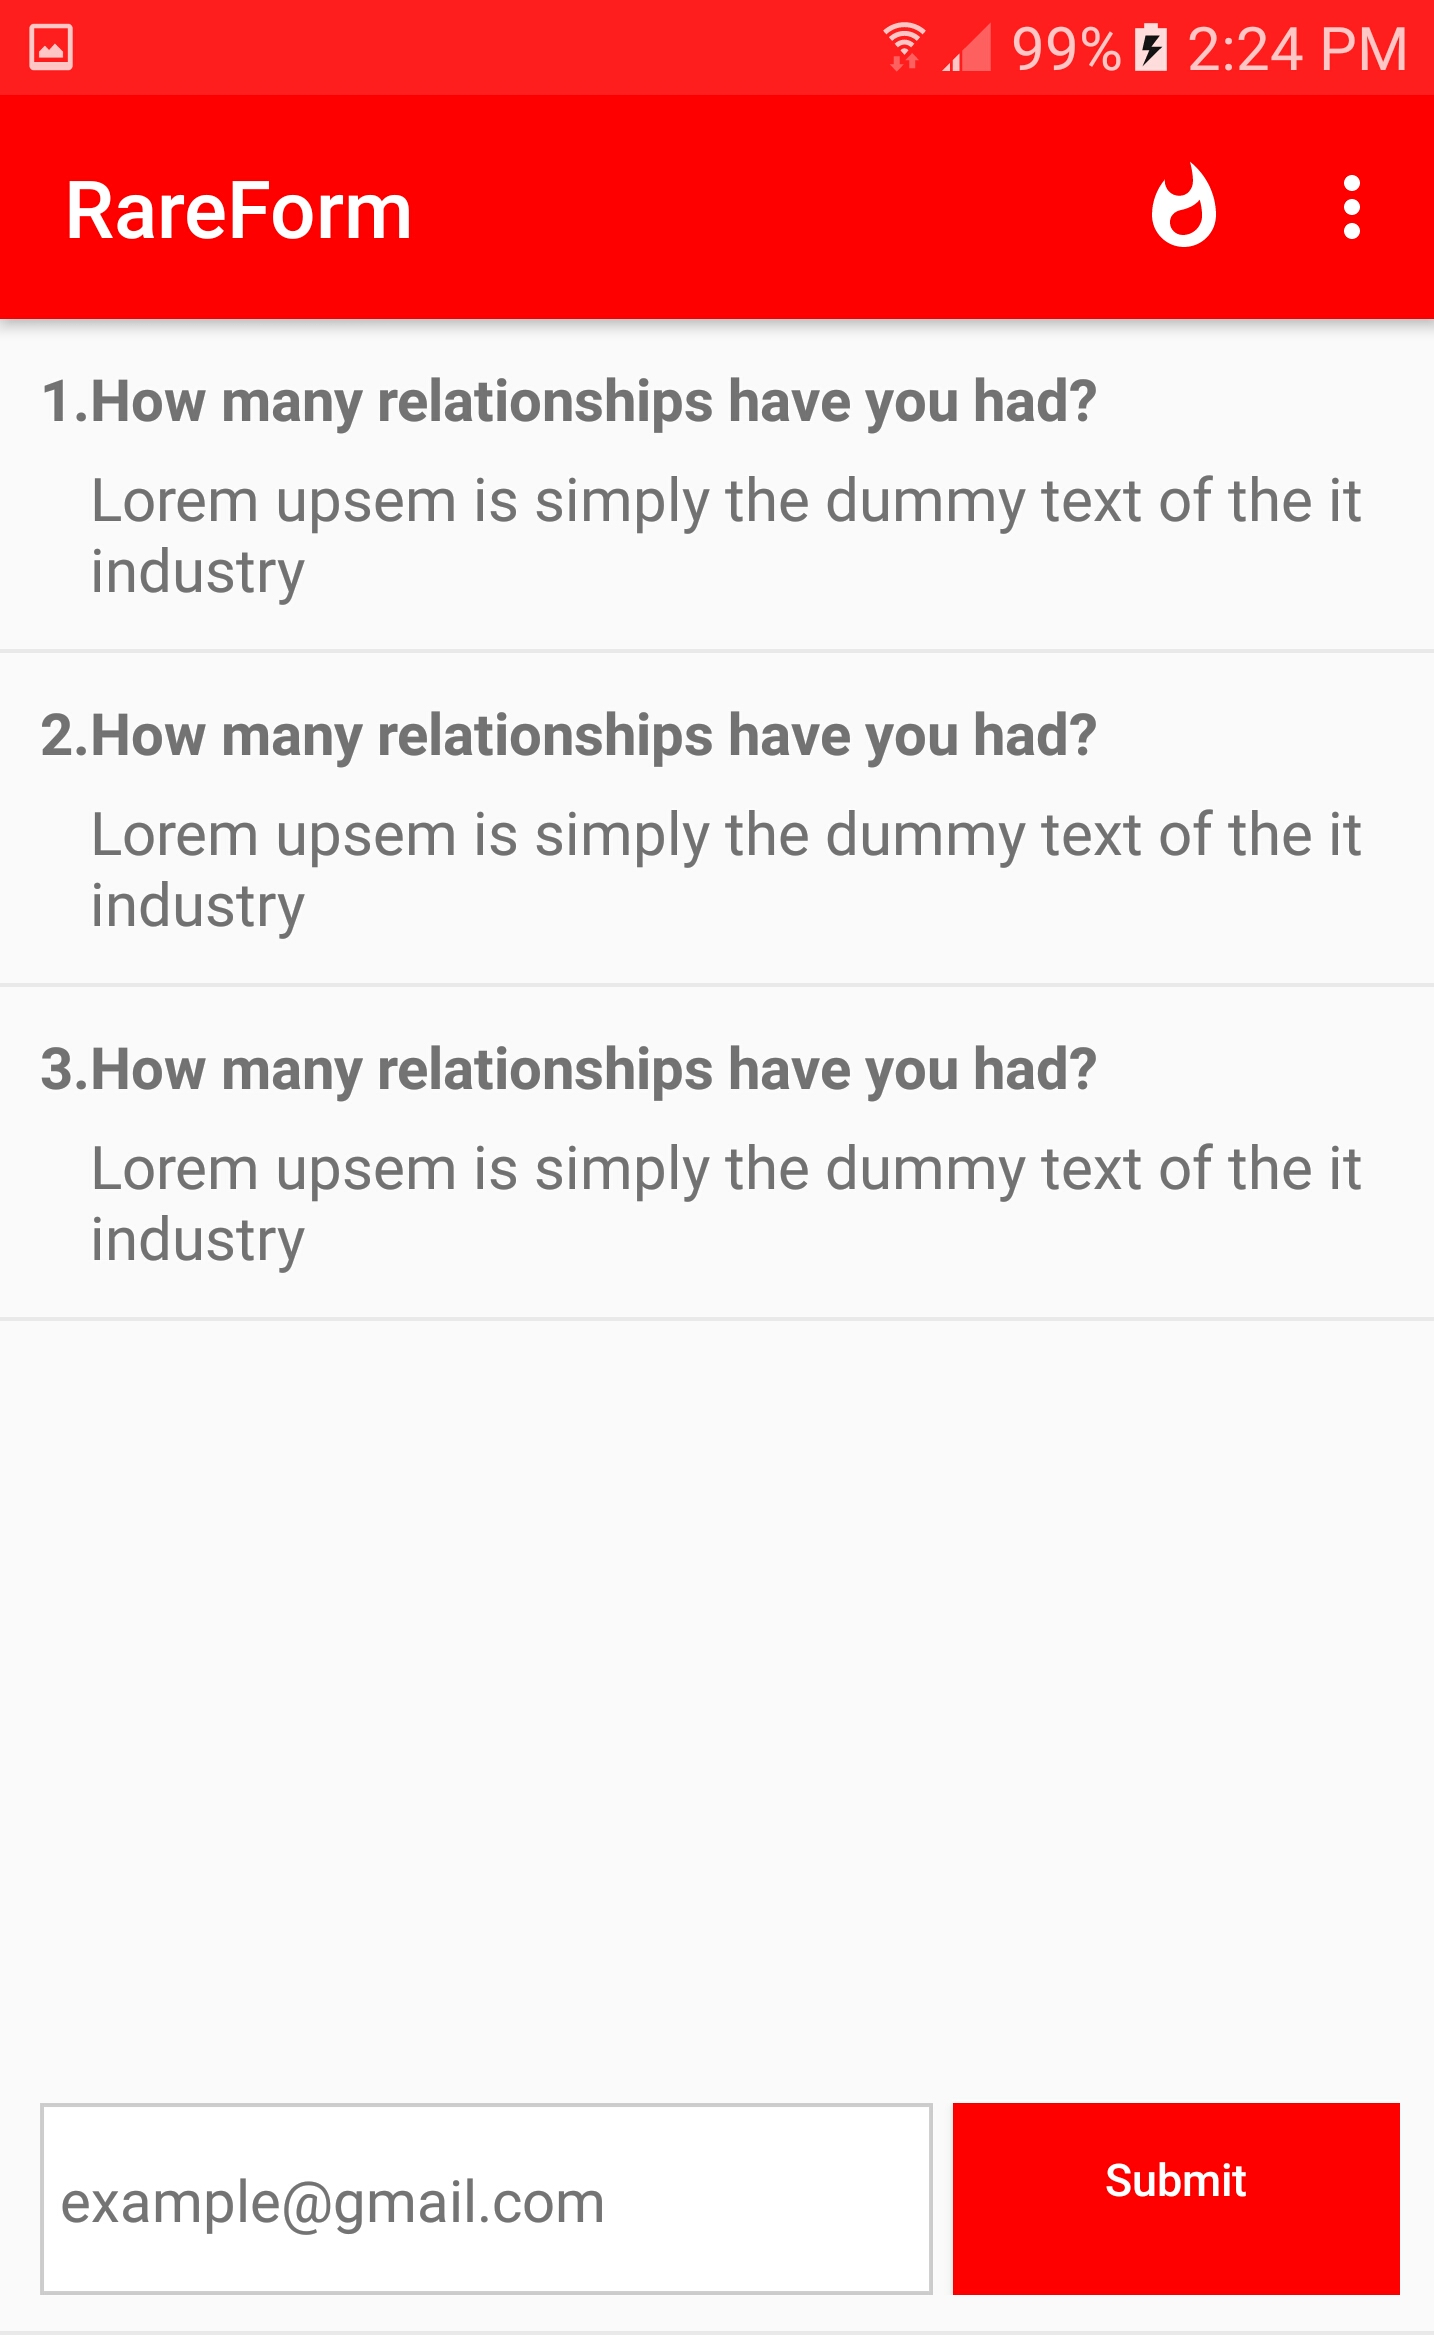 99% 2:24 PM
RareForm
1.How many relationships have you had?
Lorem upsem is simply the dummy text of the it
industry
2.How many relationships have you had?
Lorem upsem is simply the dummy text of the it
industry
3.How many relationships have you had?
Lorem upsem is simply the dummy text of the it
industry
example@gmail.com
Submit